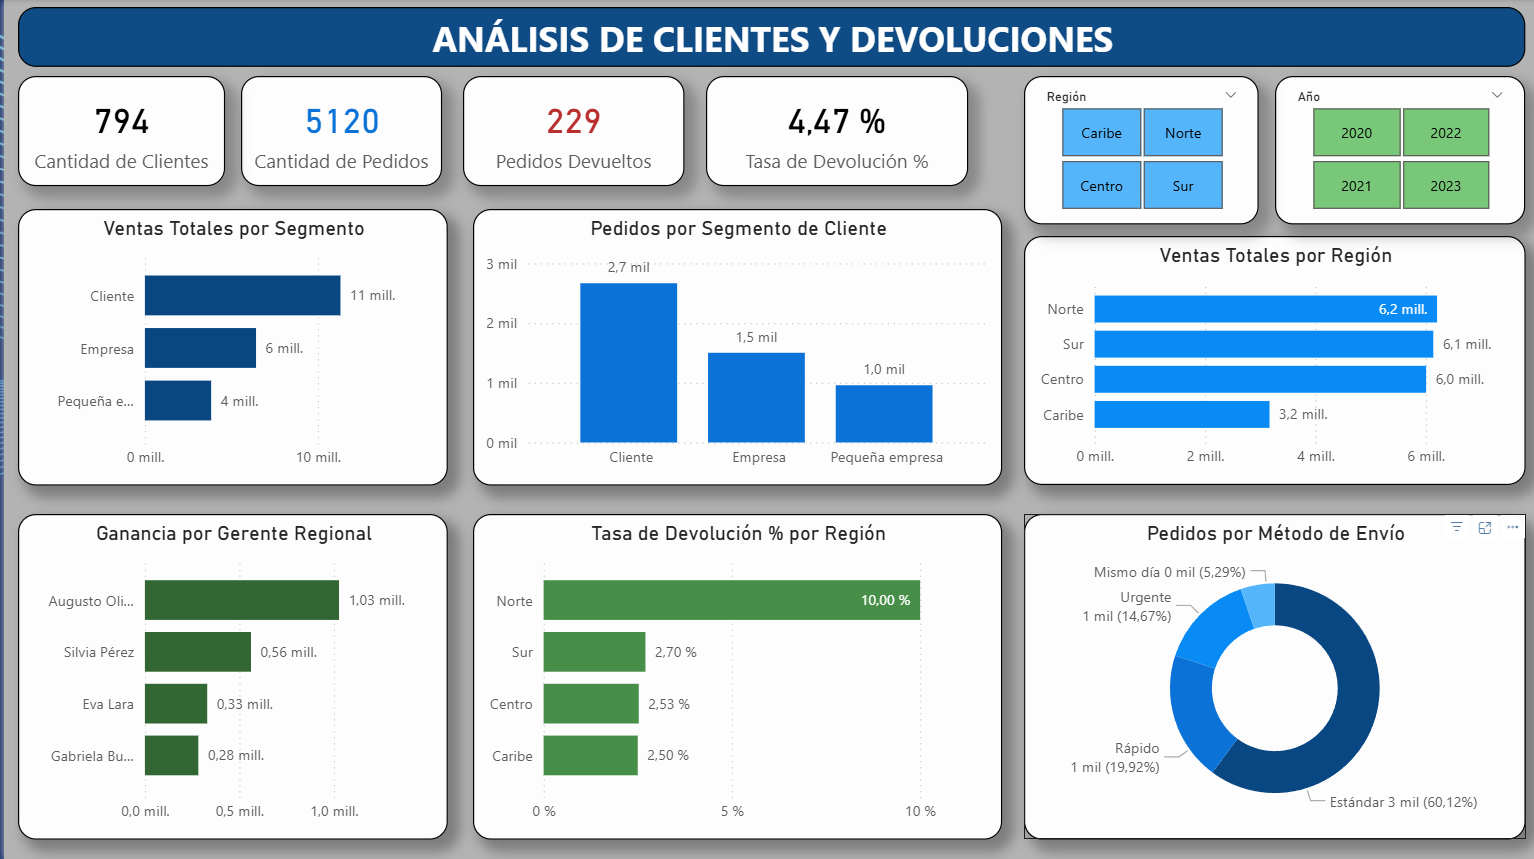 ANÁLISIS DE CLIENTES Y DEVOLUCIONES
794
Cantidad de Clientes
5120
Cantidad de Pedidos
229
Pedidos Devueltos
4,47 %
Tasa de Devolución %
Región
Caribe
Norte
Centro
Sur
Año
2020
2022
2021
2023
Ventas Totales por Segmento
Cliente
11 mill.
Empresa
6 mill.
Pequeña e...
4 mill.
0 mill.
10 mill.
Pedidos por Segmento de Cliente
3 mil
2 mil
1 mil
0 mil
2,7 mil
1,5 mil
1,0 mil
Cliente
Empresa
Pequeña empresa
Ventas Totales por Región
Norte
6,2 mill.
Sur
6,1 mill.
Centro
6,0 mill.
Caribe
3,2 mill.
0 mill.
2 mill.
4 mill.
6 mill.
Ganancia por Gerente Regional
Augusto Oli...
1,03 mill.
Silvia Pérez
0,56 mill.
Eva Lara
0,33 mill.
Gabriela Bu...
0,28 mill.
0,0 mill.
0,5 mill.
1,0 mill.
Tasa de Devolución % por Región
Norte
10,00 %
Sur
2,70 %
Centro
2,53 %
Caribe
2,50 %
0 %
5 %
10 %
Pedidos por Método de Envío
Mismo día 0 mil (5,29%)
Urgente
1 mil (14,67%)
Rápido
1 mil (19,92%)
Estándar 3 mil (60,12%)